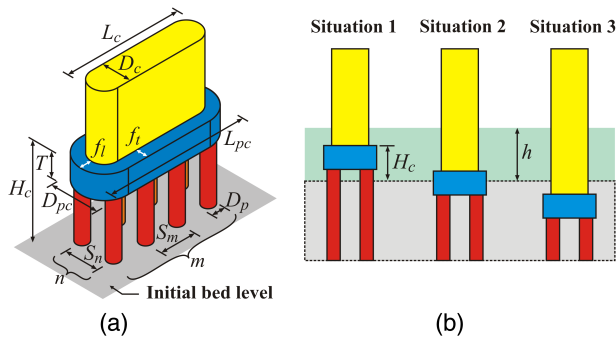 L_c
D_c
f_l
f_t
L_pc
T
H_c
D_pc
D_p
S_n
S_m
n
m
Initial bed level
(a)
Situation 1 Situation 2 Situation 3
h
H_c
(b)